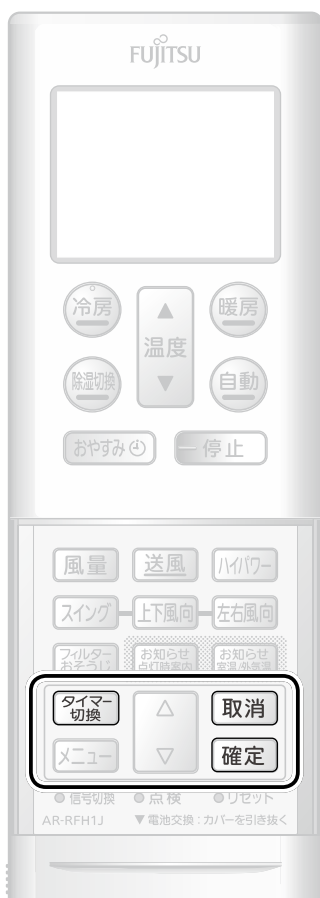 FUJITSU
冷房 ▲ 暖房
温度
除湿切換 ▼ 自動
おやすみ 停止
風量 送風 ハイパワー
スイング 上下風向 左右風向
フィルター お知らせ お知らせ
おそうじ 点灯時案内 室温/外気温
タイマー
切換 △ 取消
メニュー ▽ 確定
信号切換 点検 リセット
AR-RFH1J ▼電池交換:カバーを引き抜く